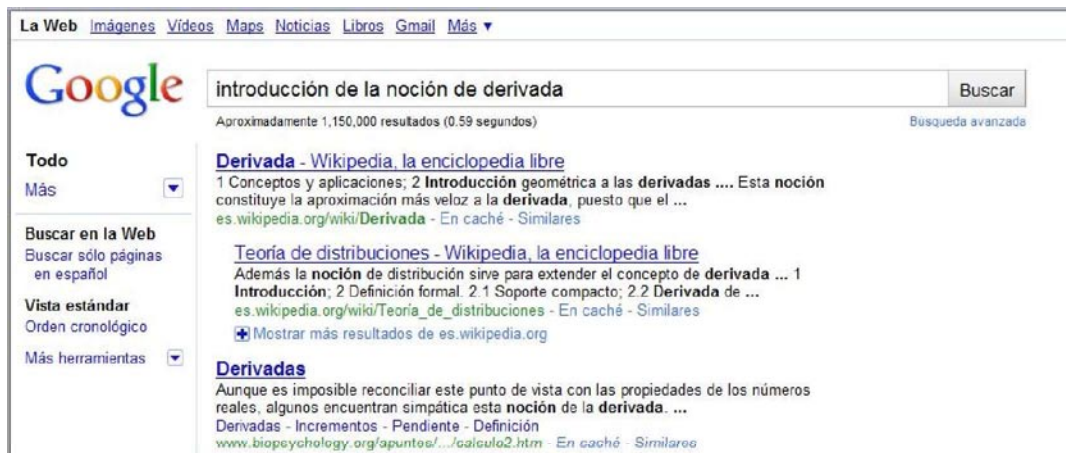 La Web Imágenes Vídeos Maps Noticias Libros Gmail Más ▼
Google
introducción de la noción de derivada
Buscar
Aproximadamente 1,150,000 resultados (0.59 segundos)
Búsqueda avanzada
Todo
Más
Buscar en la Web
Buscar sólo páginas
en español
Vista estándar
Orden cronológico
Más herramientas
Derivada - Wikipedia, la enciclopedia libre
1 Conceptos y aplicaciones; 2 Introducción geométrica a las derivadas .... Esta noción
constituye la aproximación más veloz a la derivada, puesto que el ...
es.wikipedia.org/wiki/Derivada - En caché - Similares
Teoría de distribuciones - Wikipedia, la enciclopedia libre
Además la noción de distribución sirve para extender el concepto de derivada ... 1
Introducción; 2 Definición formal. 2.1 Soporte compacto; 2.2 Derivada de ...
es.wikipedia.org/wiki/Teoría_de_distribuciones - En caché - Similares
Mostrar más resultados de es.wikipedia.org
Derivadas
Aunque es imposible reconciliar este punto de vista con las propiedades de los números
reales, algunos encuentran simpática esta noción de la derivada. ...
Derivadas - Incrementos - Pendiente - Definición
www.biopsychology.org/apuntes/.../calculo2.htm - En caché - Similares